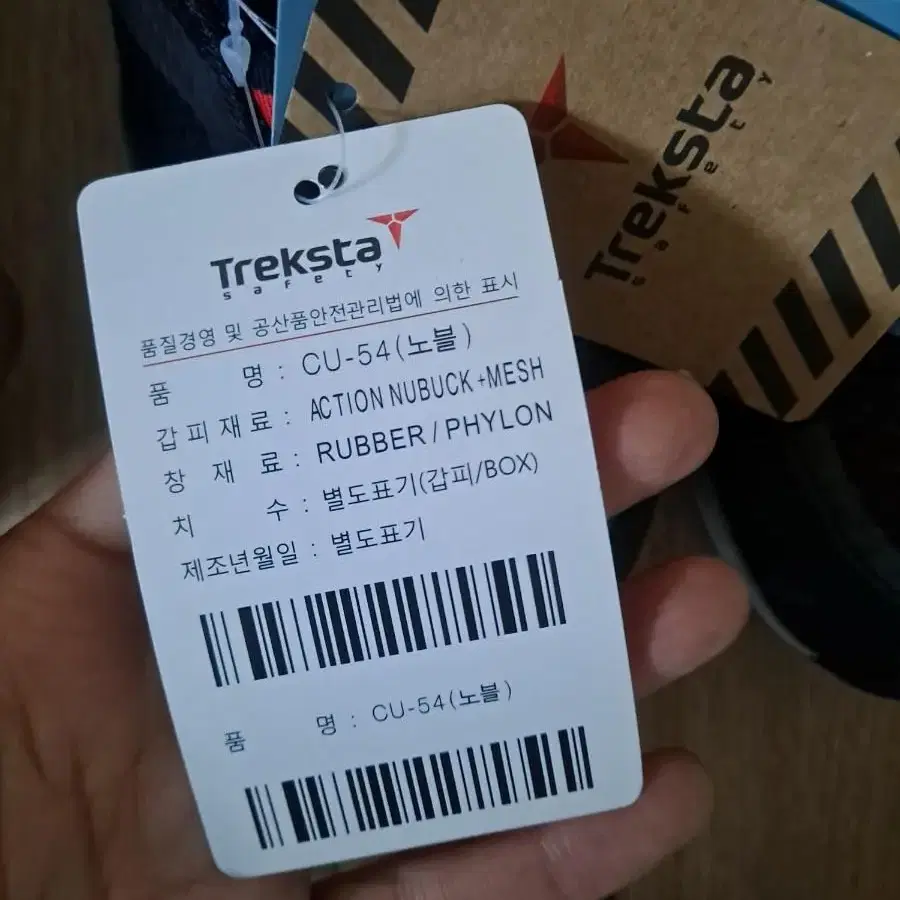 Treksta
safety
Treksta
safety
품질경영 및 공산품안전관리법에 의한 표시
품 명 : CU-54(노블)
갑피재료 : ACTION NUBUCK+MESH
창 재 료 : RUBBER/PHYLON
치 수 : 별도표기(갑피/BOX)
제조년월일 : 별도표기
품 명 : CU-54(노블)